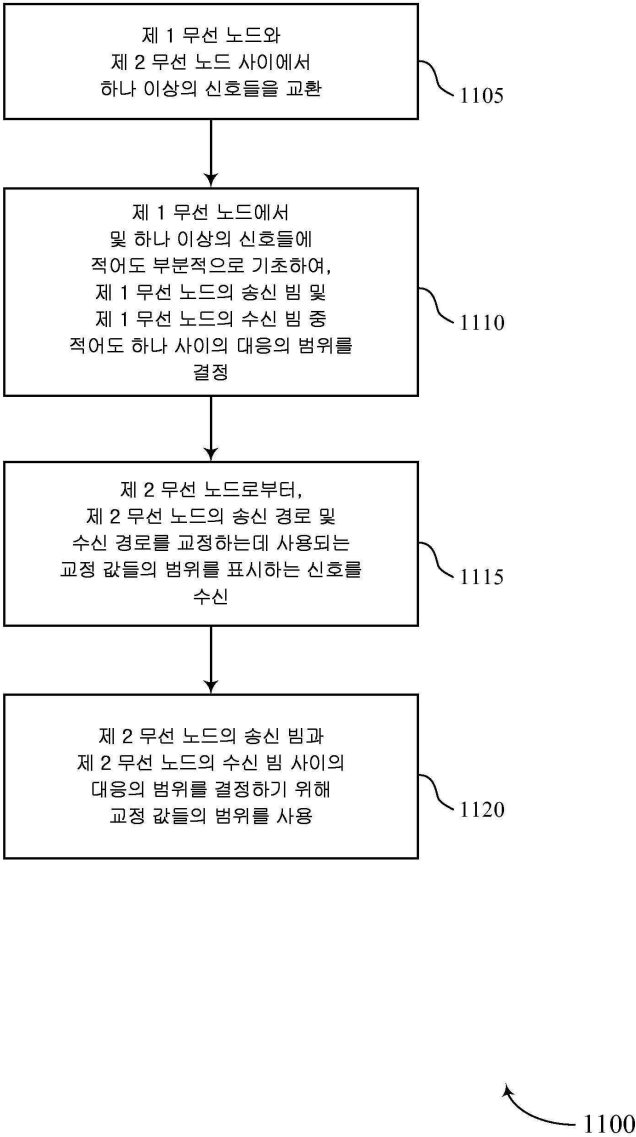 제 1 무선 노드와
제 2 무선 노드 사이에서
하나 이상의 신호들을 교환
1105
제 1 무선 노드에서
및 하나 이상의 신호들에
적어도 부분적으로 기초하여,
제 1 무선 노드의 송신 빔 및
제 1 무선 노드의 수신 빔 중
적어도 하나 사이의 대응의 범위를
결정
1110
제 2 무선 노드로부터,
제 2 무선 노드의 송신 경로 및
수신 경로를 교정하는데 사용되는
교정 값들의 범위를 표시하는 신호를
수신
1115
제 2 무선 노드의 송신 빔과
제 2 무선 노드의 수신 빔 사이의
대응의 범위를 결정하기 위해
교정 값들의 범위를 사용
1120
1100